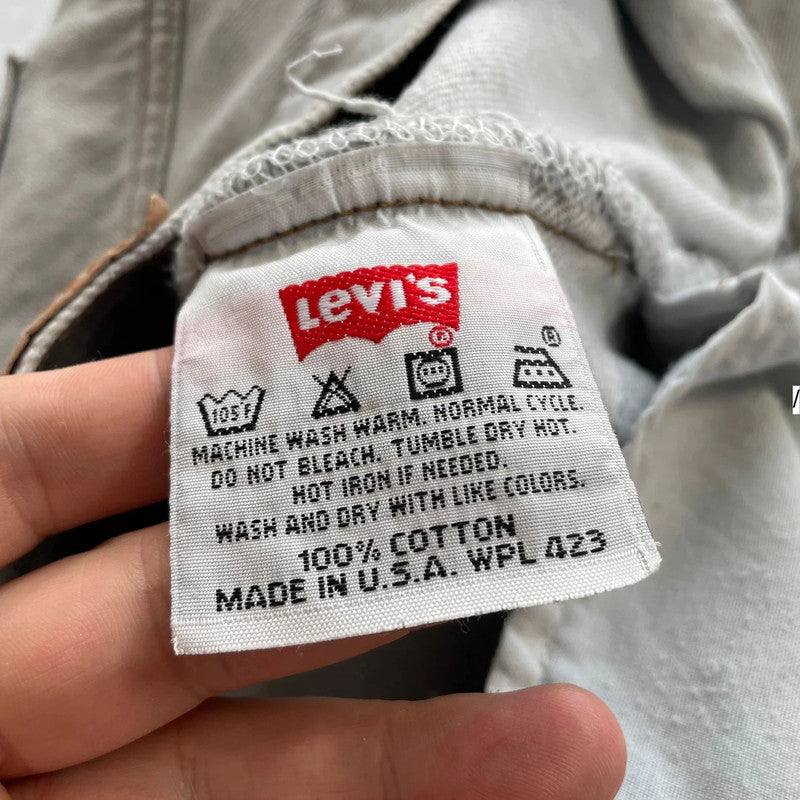 Levi's
®
®
105F
MACHINE WASH WARM. NORMAL CYCLE.
DO NOT BLEACH. TUMBLE DRY HOT.
HOT IRON IF NEEDED.
WASH AND DRY WITH LIKE COLORS.
100% COTTON
MADE IN U.S.A. WPL 423